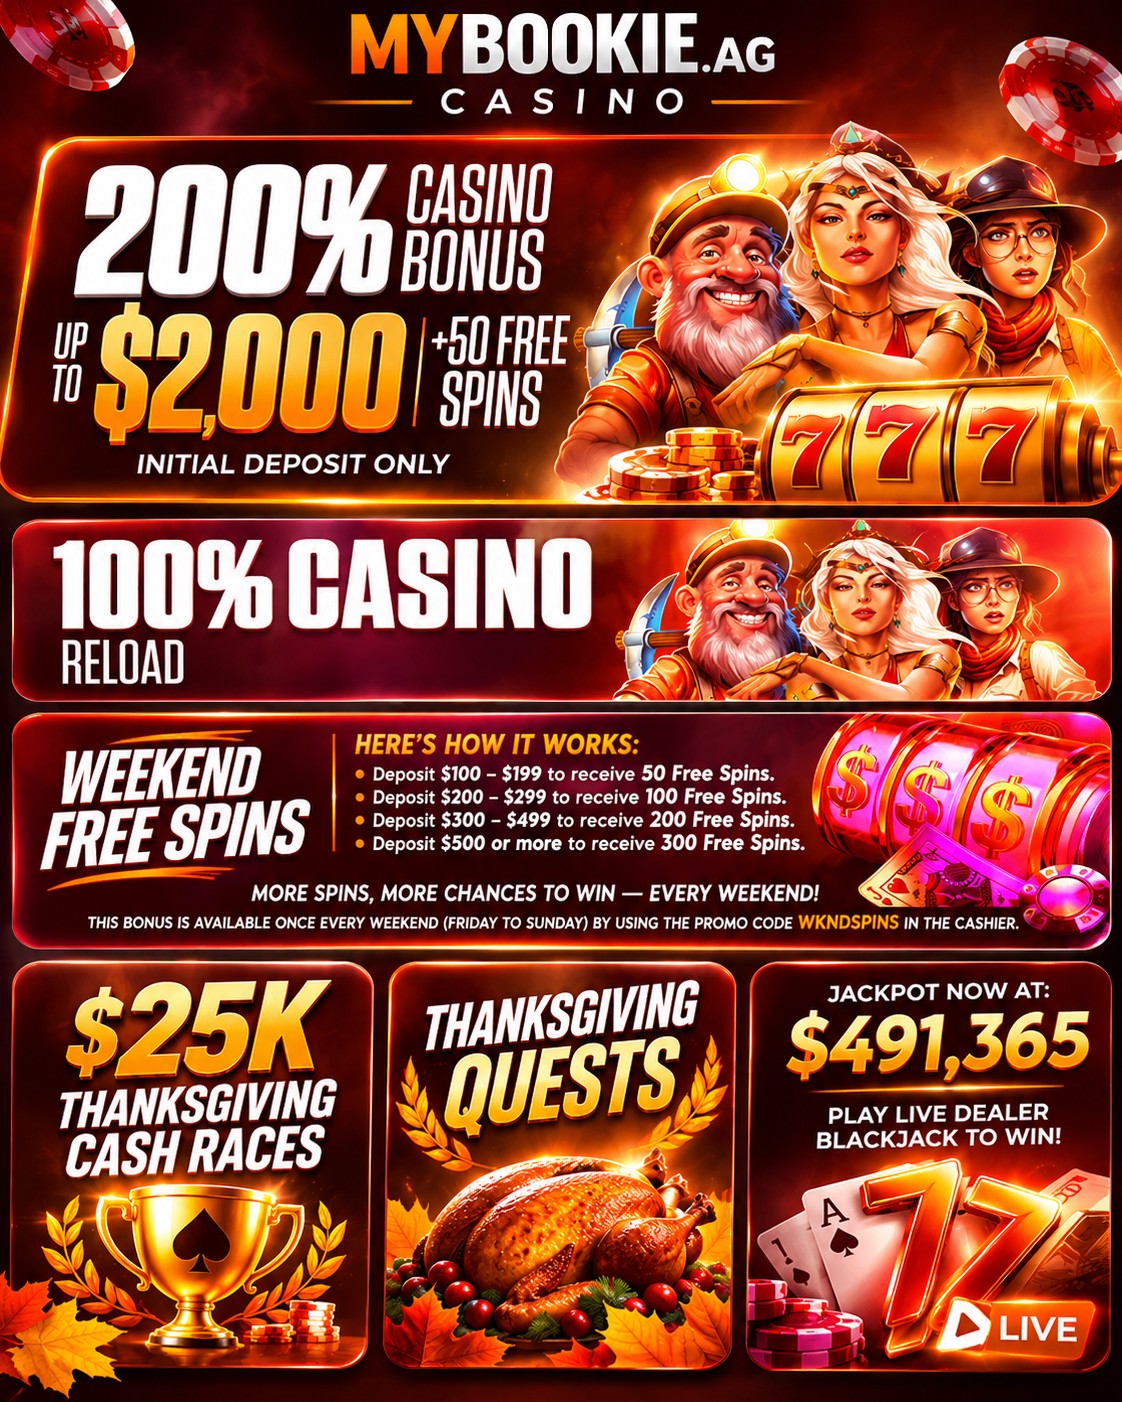 MYBOOKIE.AG
CASINO
200% CASINO BONUS
UP TO $2,000 +50 FREE SPINS
INITIAL DEPOSIT ONLY
777
100% CASINO
RELOAD
WEEKEND
FREE SPINS
HERE'S HOW IT WORKS:
• Deposit $100 – $199 to receive 50 Free Spins.
• Deposit $200 – $299 to receive 100 Free Spins.
• Deposit $300 – $499 to receive 200 Free Spins.
• Deposit $500 or more to receive 300 Free Spins.
$ $ $
MORE SPINS, MORE CHANCES TO WIN — EVERY WEEKEND!
THIS BONUS IS AVAILABLE ONCE EVERY WEEKEND (FRIDAY TO SUNDAY) BY USING THE PROMO CODE WKNDSPINS IN THE CASHIER.
$25K
THANKSGIVING
CASH RACES
THANKSGIVING
QUESTS
JACKPOT NOW AT:
$491,365
PLAY LIVE DEALER
BLACKJACK TO WIN!
A
77
LIVE